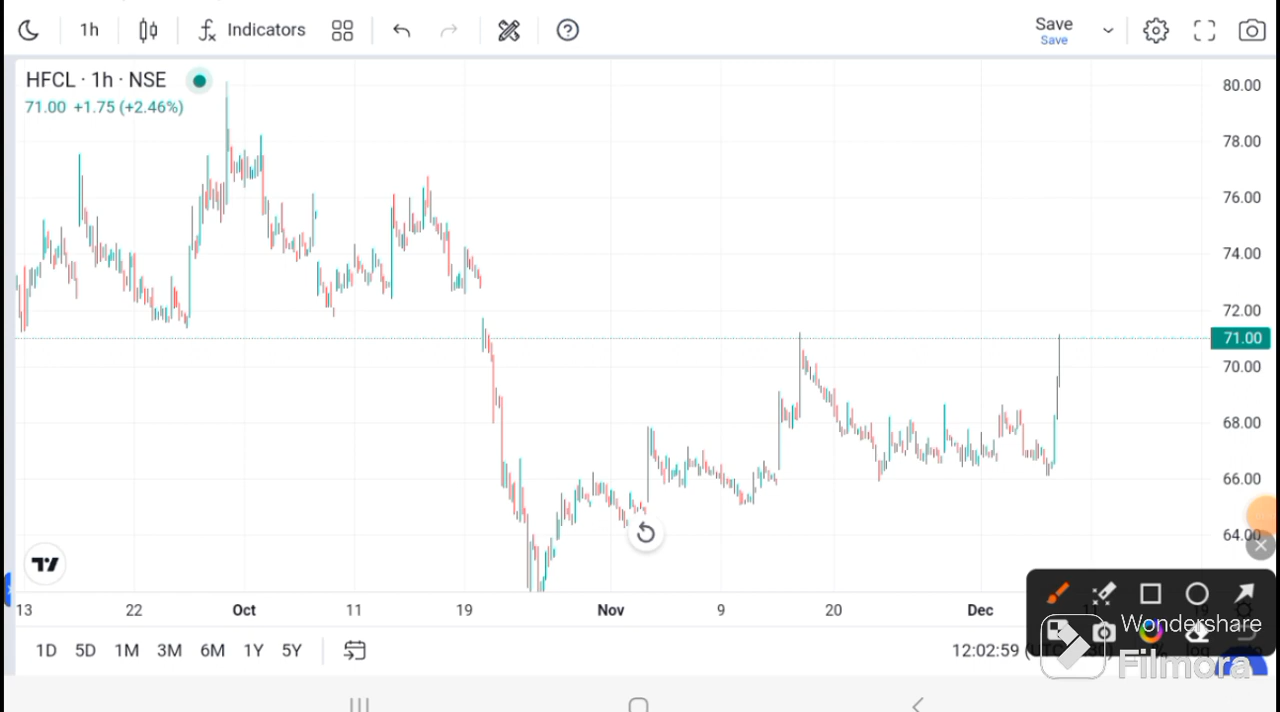 1h Indicators Save
Save
HFCL · 1h · NSE
71.00 +1.75 (+2.46%)
80.00
78.00
76.00
74.00
72.00
71.00
70.00
68.00
66.00
64.00
13 22 Oct 11 19 Nov 9 20 Dec 11 19
1D 5D 1M 3M 6M 1Y 5Y 12:02:59
Wondershare
Filmora